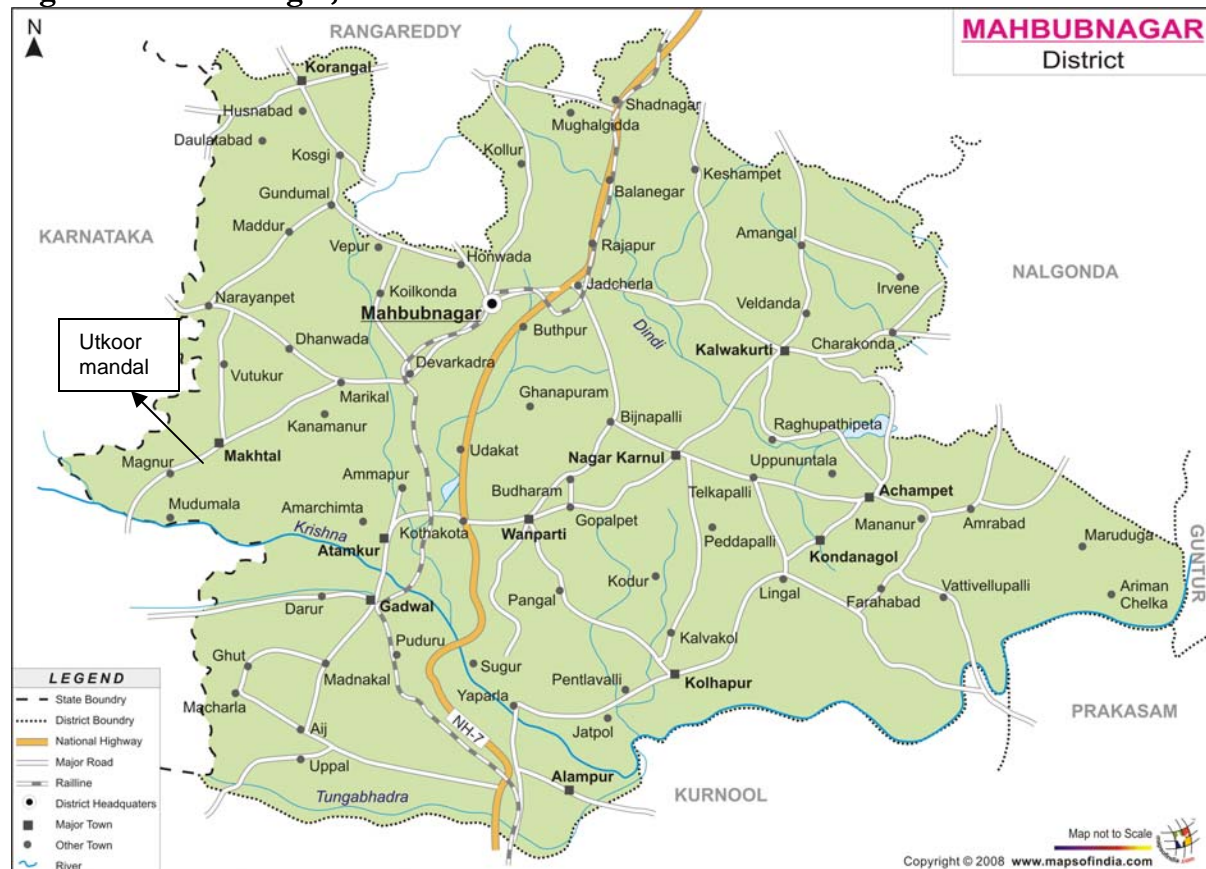 N
RANGAREDDY
MAHBUBNAGAR
District
Korangal
Husnabad
Daulatabad
Kosgi
Gundumal
Maddur
Vepur
Kollur
Mughalgidda
Shadnagar
Keshampet
Balanegar
KARNATAKA
Honwada
Rajapur
Amangal
NALGONDA
Irvene
Narayanpet
Koilkonda
Jadcherla
Mahbubnagar
Veldanda
Utkoor
mandal
Dhanwada
Buthpur
Dindi
Charakonda
Kalwakurti
Vutukur
Devarkadra
Marikal
Ghanapuram
Kanamanur
Bijnapalli
Raghupathipeta
Makhtal
Udakat
Nagar Karnul
Uppununtala
Magnur
Ammapur
Budharam
Telkapalli
Achampet
Mudumala
Amarchimta
Gopalpet
Mananur
Amrabad
Krishna
Kothakota
Wanparti
Peddapalli
Kondanagol
Maruduga
GUNTUR
Atamkur
Kodur
Lingal
Farahabad
Vattivellupalli
Ariman
Chelka
Darur
Gadwal
Pangal
Puduru
Kalvakol
Ghut
Madnakal
Sugur
Kolhapur
Pentlavalli
Macharla
Yaparla
Jatpol
PRAKASAM
Aij
NH-7
Uppal
Alampur
Tungabhadra
KURNOOL
LEGEND
State Boundry
District Boundry
National Highway
Major Road
Railline
District Headquaters
Major Town
Other Town
River
Map not to Scale
Copyright © 2008 www.mapsofindia.com